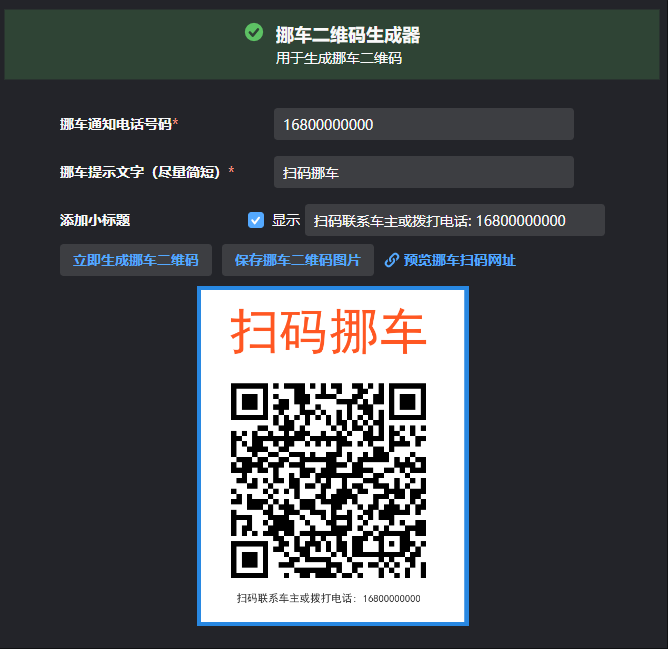 挪车二维码生成器
用于生成挪车二维码
挪车通知电话号码* 16800000000
挪车提示文字（尽量简短）* 扫码挪车
添加小标题 显示 扫码联系车主或拨打电话: 16800000000
立即生成挪车二维码 保存挪车二维码图片 预览挪车扫码网址
扫码挪车
扫码联系车主或拨打电话: 16800000000